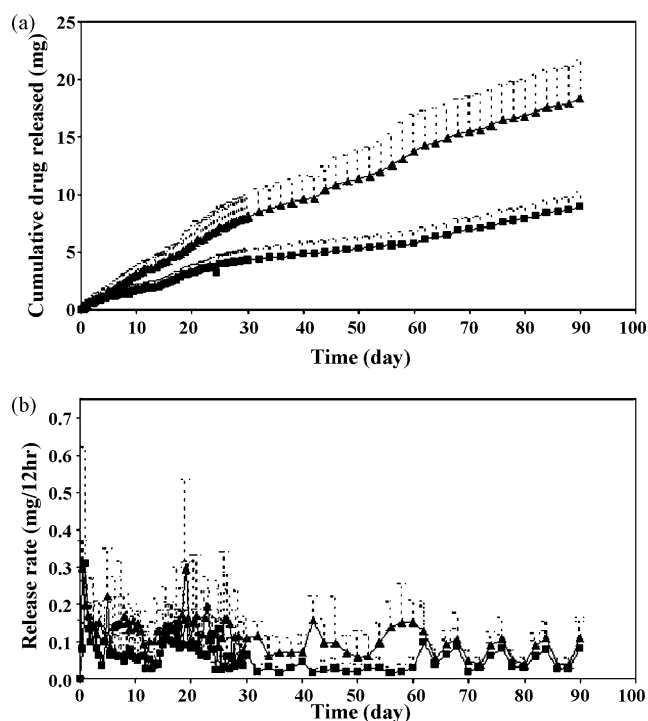 (a)
Cumulative drug released (mg)
25
20
15
10
5
0
0 10 20 30 40 50 60 70 80 90 100
Time (day)
(b)
Release rate (mg/12hr)
0.7
0.6
0.5
0.4
0.3
0.2
0.1
0.0
0 10 20 30 40 50 60 70 80 90 100
Time (day)